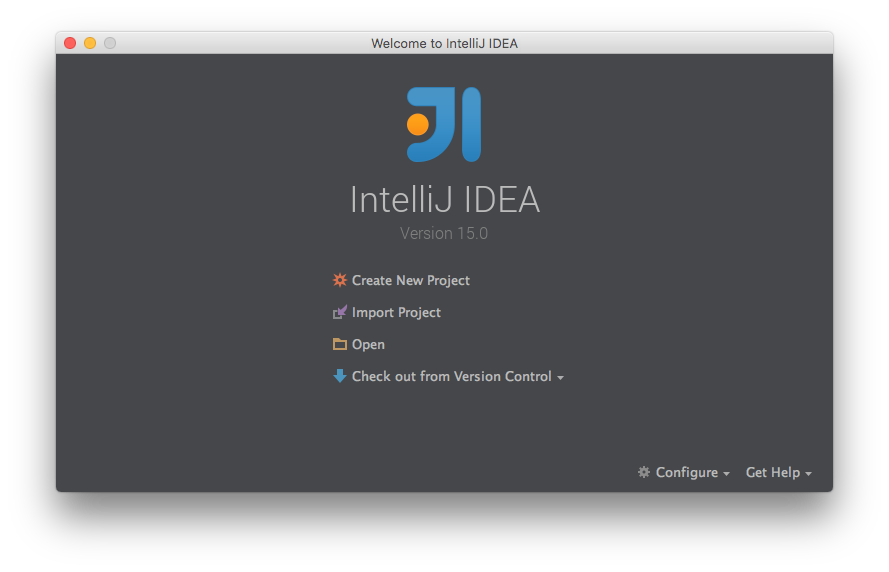 Welcome to IntelliJ IDEA
IntelliJ IDEA
Version 15.0
Create New Project
Import Project
Open
Check out from Version Control
Configure
Get Help